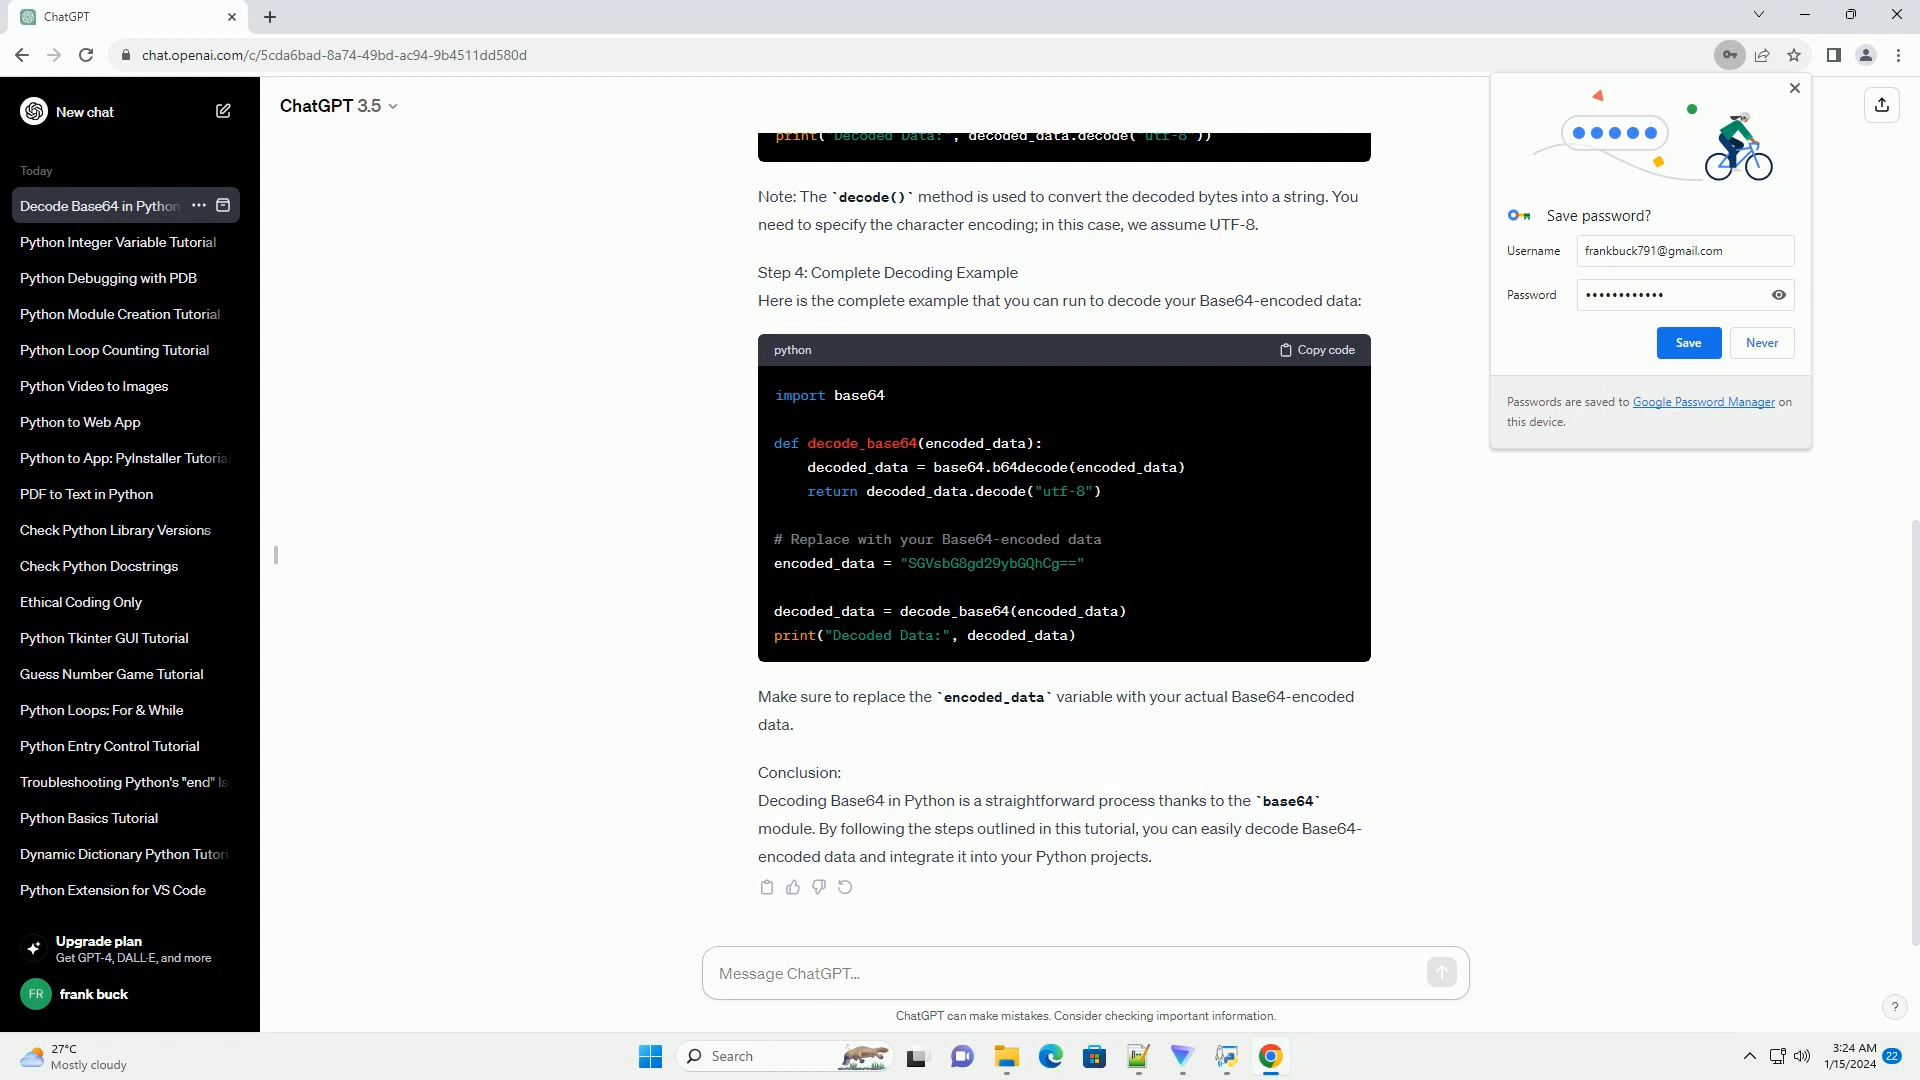 ChatGPT
chat.openai.com/c/5cda6bad-8a74-49bd-ac94-9b4511dd580d
New chat
Today
Decode Base64 in Python
Python Integer Variable Tutorial
Python Debugging with PDB
Python Module Creation Tutorial
Python Loop Counting Tutorial
Python Video to Images
Python to Web App
Python to App: PyInstaller Tutorial
PDF to Text in Python
Check Python Library Versions
Check Python Docstrings
Ethical Coding Only
Python Tkinter GUI Tutorial
Guess Number Game Tutorial
Python Loops: For & While
Python Entry Control Tutorial
Troubleshooting Python's "end" Is
Python Basics Tutorial
Dynamic Dictionary Python Tutori
Python Extension for VS Code
Upgrade plan
Get GPT-4, DALL·E, and more
FR
frank buck
ChatGPT 3.5
print("Decoded Data:", decoded_data.decode("utf-8"))
Note: The `decode()` method is used to convert the decoded bytes into a string. You
need to specify the character encoding; in this case, we assume UTF-8.
Step 4: Complete Decoding Example
Here is the complete example that you can run to decode your Base64-encoded data:
python
Copy code
import base64
def decode_base64(encoded_data):
decoded_data = base64.b64decode(encoded_data)
return decoded_data.decode("utf-8")
# Replace with your Base64-encoded data
encoded_data = "SGVsbG8gd29ybGQhCg=="
decoded_data = decode_base64(encoded_data)
print("Decoded Data:", decoded_data)
Make sure to replace the `encoded_data` variable with your actual Base64-encoded
data.
Conclusion:
Decoding Base64 in Python is a straightforward process thanks to the `base64`
module. By following the steps outlined in this tutorial, you can easily decode Base64-
encoded data and integrate it into your Python projects.
Message ChatGPT...
ChatGPT can make mistakes. Consider checking important information.
?
Save password?
Username
frankbuck791@gmail.com
Password
••••••••••••
Save
Never
Passwords are saved to Google Password Manager on
this device.
27°C
Mostly cloudy
Search
3:24 AM
1/15/2024
22